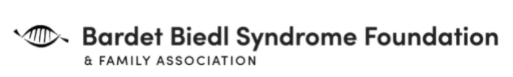 Bardet Biedl Syndrome Foundation
& FAMILY ASSOCIATION